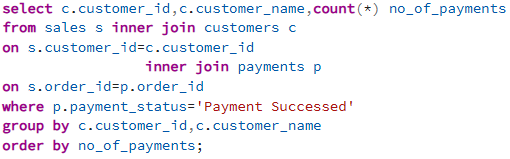 select c.customer_id,c.customer_name,count(*) no_of_payments
from sales s inner join customers c
on s.customer_id=c.customer_id
inner join payments p
on s.order_id=p.order_id
where p.payment_status='Payment Successed'
group by c.customer_id,c.customer_name
order by no_of_payments;